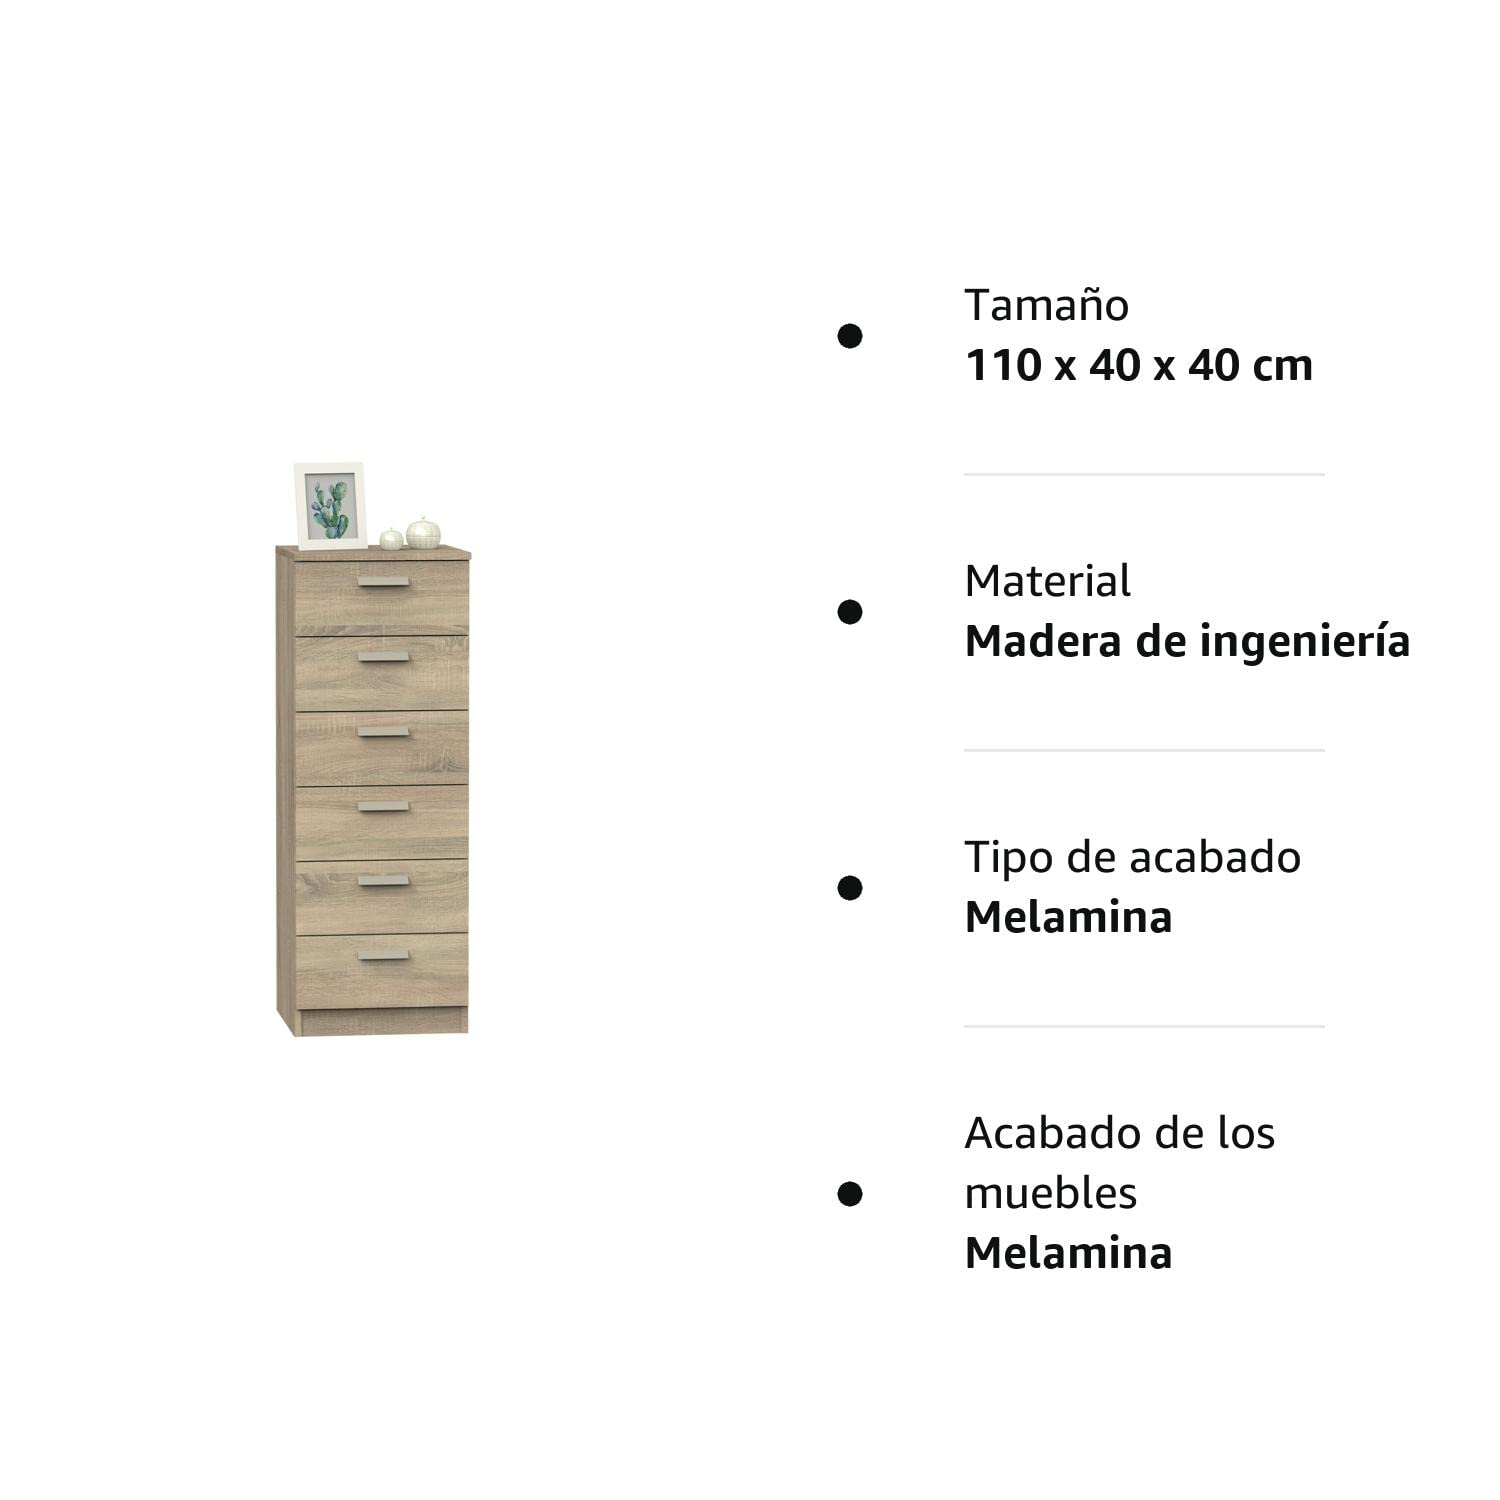 Tamaño
110 x 40 x 40 cm
Material
Madera de ingeniería
Tipo de acabado
Melamina
Acabado de los
muebles
Melamina